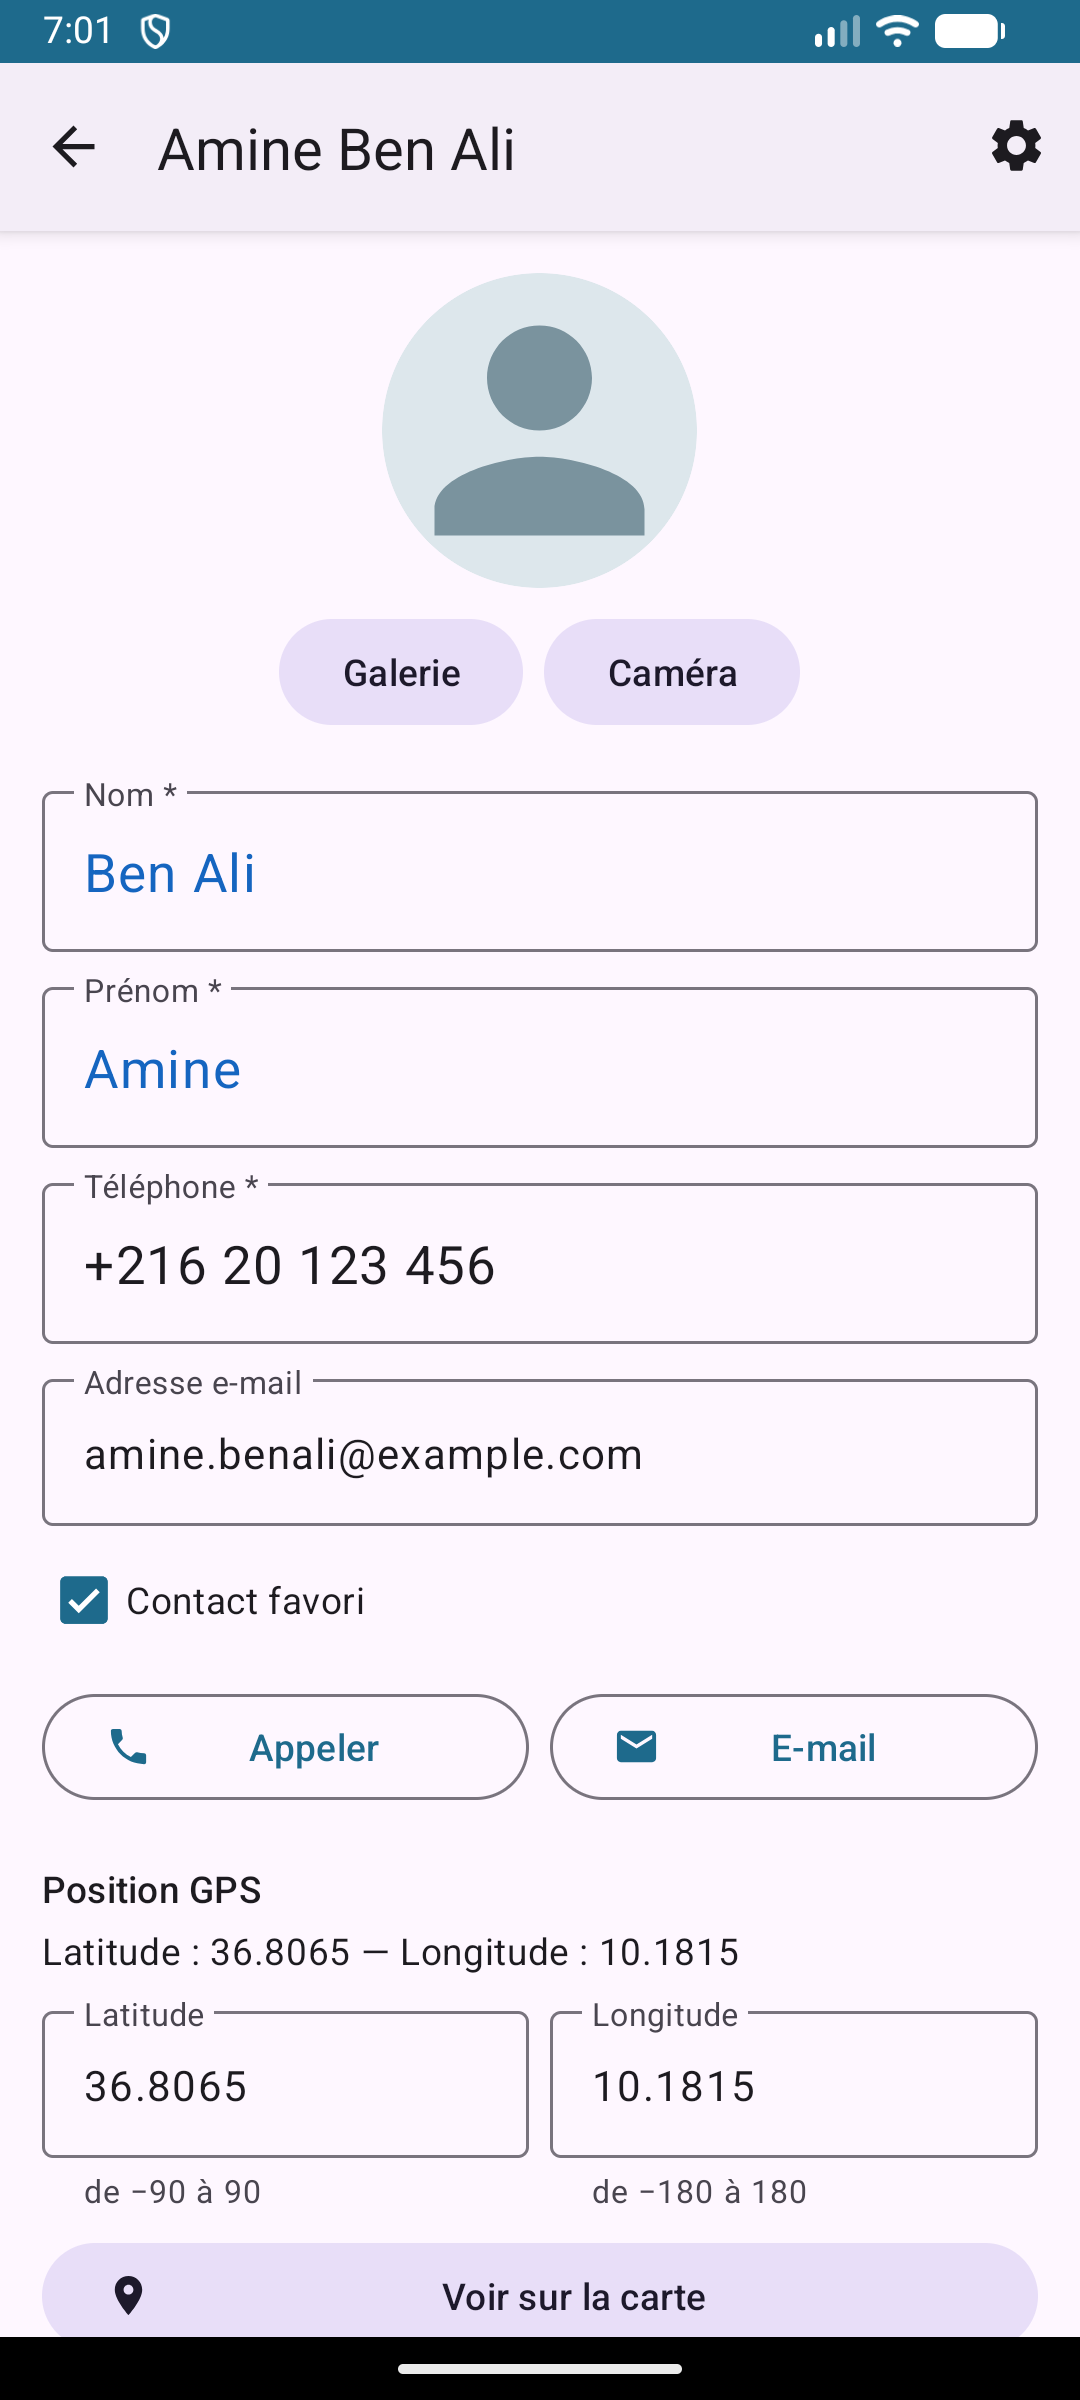 7:01
Amine Ben Ali
Galerie
Caméra
Nom *
Ben Ali
Prénom *
Amine
Téléphone *
+216 20 123 456
Adresse e-mail
amine.benali@example.com
Contact favori
Appeler
E-mail
Position GPS
Latitude : 36.8065 — Longitude : 10.1815
Latitude
Longitude
36.8065
10.1815
de −90 à 90
de −180 à 180
Voir sur la carte